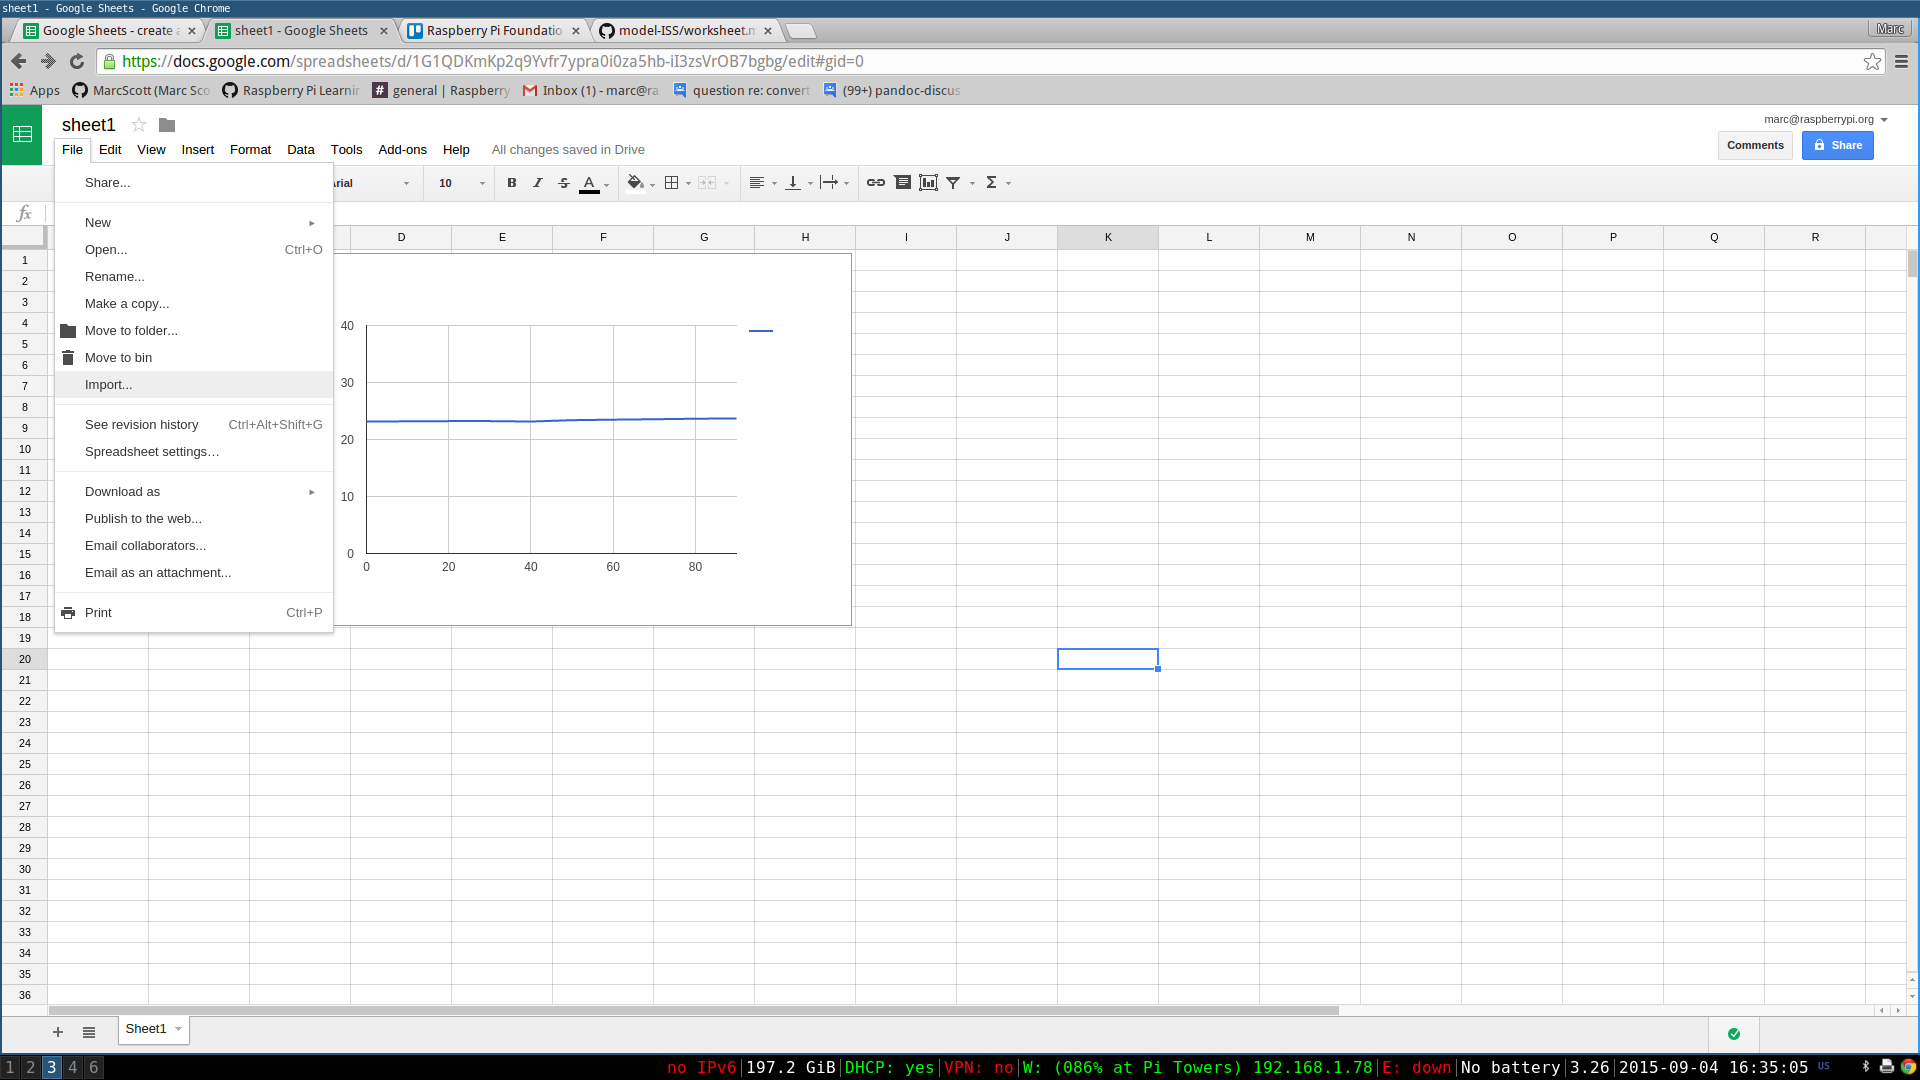 sheet1 - Google Sheets - Google Chrome
Google Sheets - create a
sheet1 - Google Sheets
Raspberry Pi Foundatio
model-ISS/worksheet.m
Marc
https://docs.google.com/spreadsheets/d/1G1QDKmKp2q9Yvfr7ypra0i0za5hb-iI3zsVrOB7bgbg/edit#gid=0
Apps
MarcScott (Marc Sco
Raspberry Pi Learnin
general | Raspberry
Inbox (1) - marc@ra
question re: convert
(99+) pandoc-discus
sheet1
marc@raspberrypi.org
File Edit View Insert Format Data Tools Add-ons Help All changes saved in Drive
Comments
Share
Arial 10 B I S A Σ
fx
Share...
New
Open... Ctrl+O
Rename...
Make a copy...
Move to folder...
Move to bin
Import...
See revision history Ctrl+Alt+Shift+G
Spreadsheet settings…
Download as
Publish to the web...
Email collaborators...
Email as an attachment...
Print Ctrl+P
D E F G H I J K L M N O P Q R
1
2
3
4
5
6
7
8
9
10
11
12
13
14
15
16
17
18
19
20
21
22
23
24
25
26
27
28
29
30
31
32
33
34
35
36
40
30
20
10
0
0 20 40 60 80
Sheet1
1 2 3 4 6
no IPv6|197.2 GiB|DHCP: yes|VPN: no|W: (086% at Pi Towers) 192.168.1.78|E: down|No battery|3.26|2015-09-04 16:35:05 US